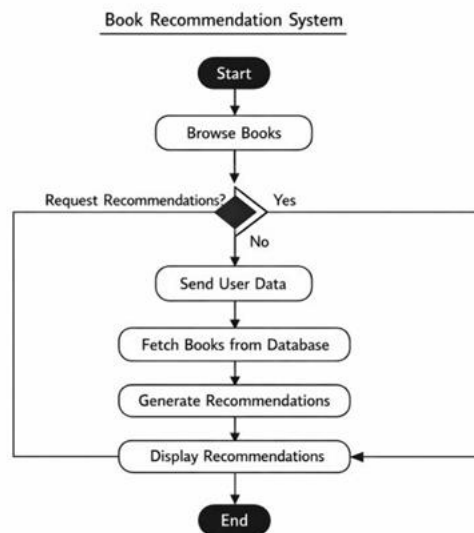 Book Recommendation System
Start
Browse Books
Request Recommendations?
Yes
No
Send User Data
Fetch Books from Database
Generate Recommendations
Display Recommendations
End